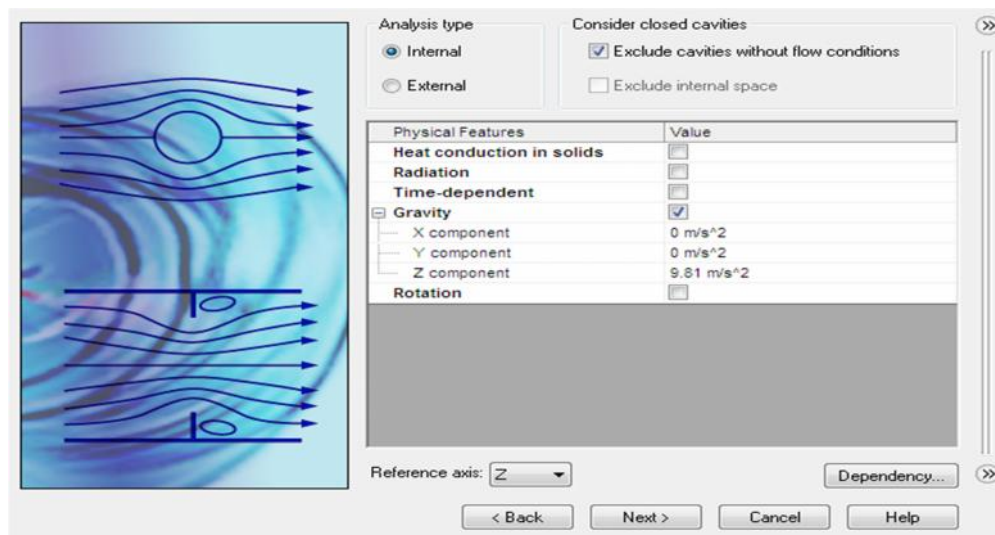 Analysis type
Consider closed cavities
Internal
Exclude cavities without flow conditions
External
Exclude internal space
Physical Features Value
Heat conduction in solids
Radiation
Time-dependent
Gravity
X component 0 m/s^2
Y component 0 m/s^2
Z component 9.81 m/s^2
Rotation
Reference axis: Z
Dependency...
< Back Next > Cancel Help